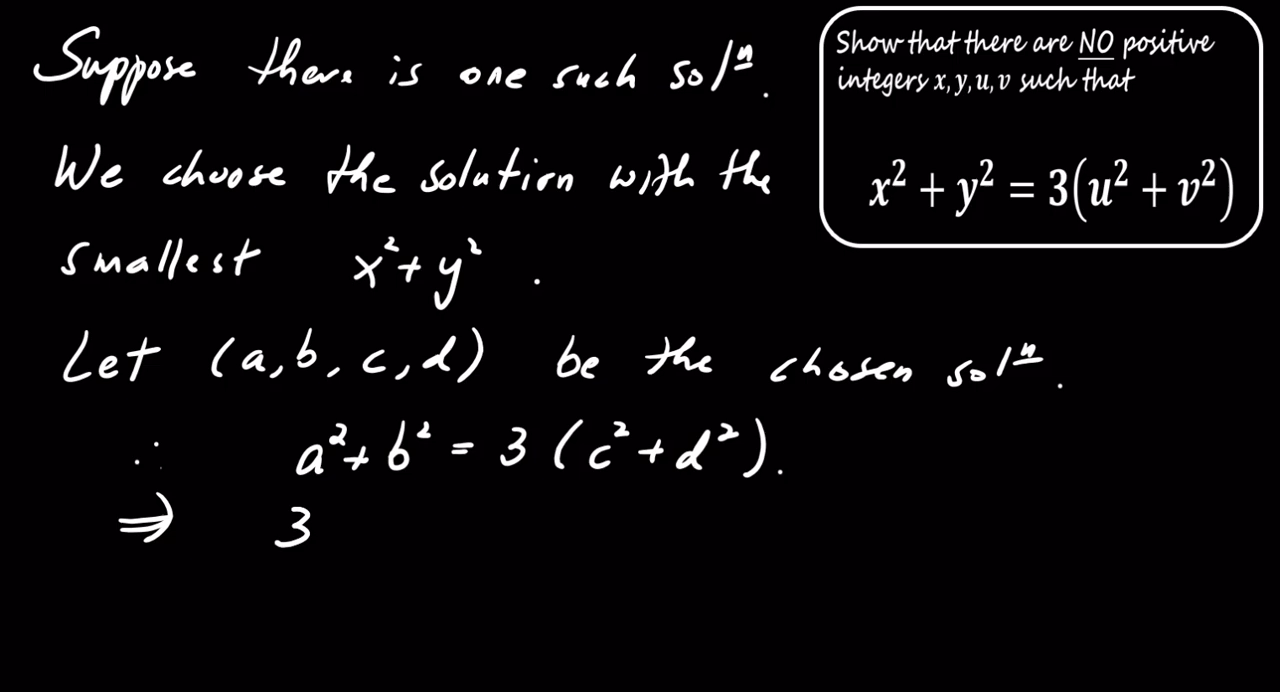 Suppose there is one such solⁿ.
We choose the solution with the
smallest x² + y².
Let (a, b, c, d) be the chosen solⁿ.
∴ a² + b² = 3 (c² + d²).
⇒ 3
Show that there are NO positive
integers x, y, u, v such that
x² + y² = 3(u² + v²)